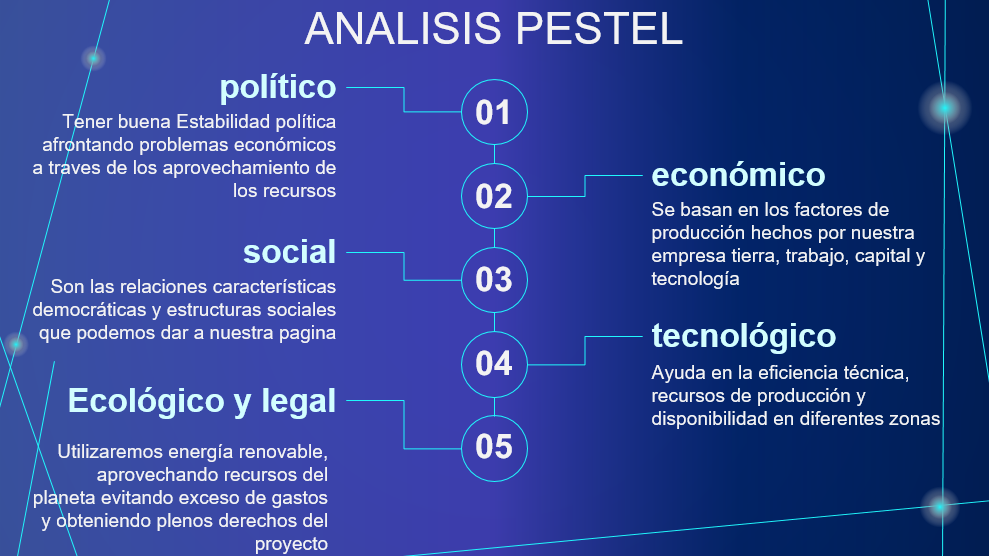 ANALISIS PESTEL
político
Tener buena Estabilidad política
afrontando problemas económicos
a traves de los aprovechamiento de
los recursos
01
02
económico
Se basan en los factores de
producción hechos por nuestra
empresa tierra, trabajo, capital y
tecnología
social
Son las relaciones características
democráticas y estructuras sociales
que podemos dar a nuestra pagina
03
04
tecnológico
Ayuda en la eficiencia técnica,
recursos de producción y
disponibilidad en diferentes zonas
Ecológico y legal
Utilizaremos energía renovable,
aprovechando recursos del
planeta evitando exceso de gastos
y obteniendo plenos derechos del
proyecto
05